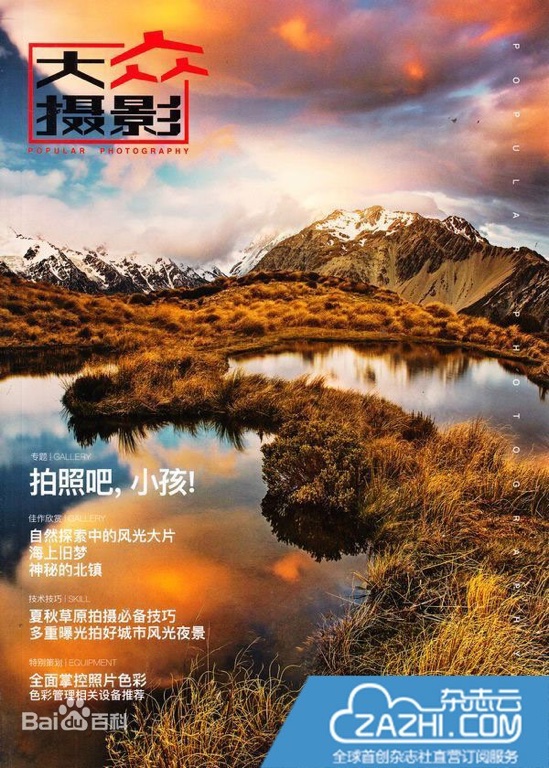 大众
摄影
POPULAR PHOTOGRAPHY
POPULAR PHOTOGRAPHY
专题 | GALLERY
拍照吧, 小孩!
佳作欣赏 | GALLERY
自然探索中的风光大片
海上旧梦
神秘的北镇
技术技巧 | SKILL
夏秋草原拍摄必备技巧
多重曝光拍好城市风光夜景
特别策划 | EQUIPMENT
全面掌控照片色彩
色彩管理相关设备推荐
Bai百科
杂志云
ZAZHI.COM
全球首创杂志社直营订阅服务